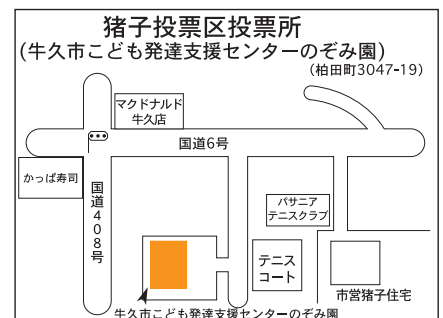 猪子投票区投票所
(牛久市こども発達支援センターのぞみ園)
(柏田町3047-19)
マクドナルド
牛久店
国道6号
かっぱ寿司
国道408号
パサニア
テニスクラブ
テニス
コート
市営猪子住宅
牛久市こども発達支援センターのぞみ園